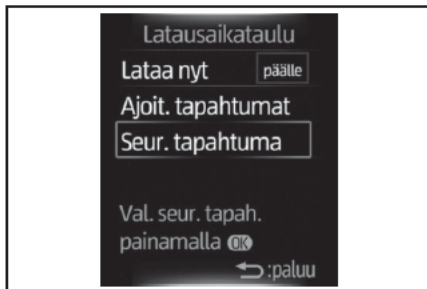 Latausaikataulu
Lataa nyt päälle
Ajoit. tapahtumat
Seur. tapahtuma
Val. seur. tapah.
painamalla OK
:paluu